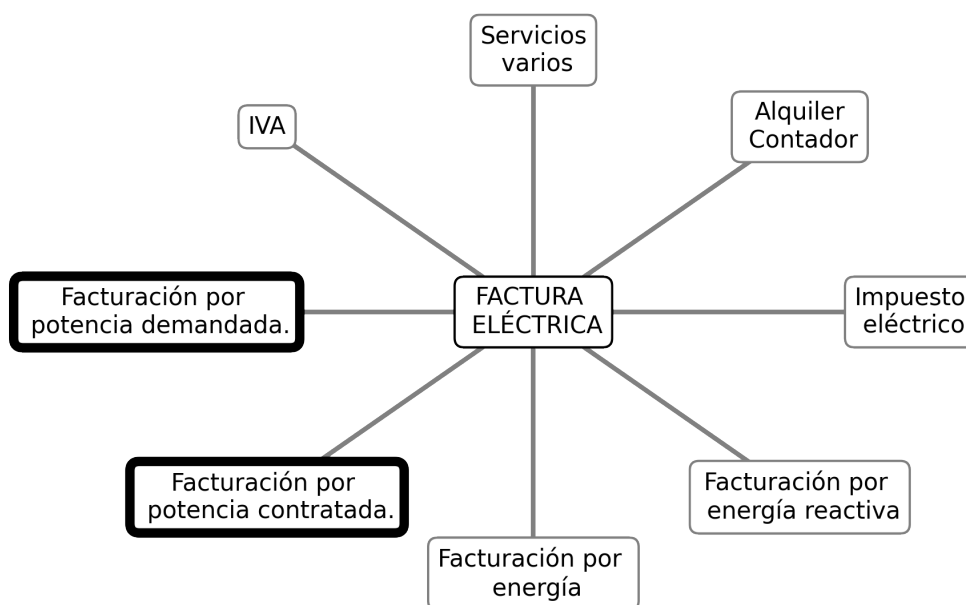 Servicios
varios
Alquiler
Contador
IVA
FACTURA
ELÉCTRICA
Facturación por
potencia demandada.
Impuesto
eléctrico
Facturación por
potencia contratada.
Facturación por
energía reactiva
Facturación por
energía